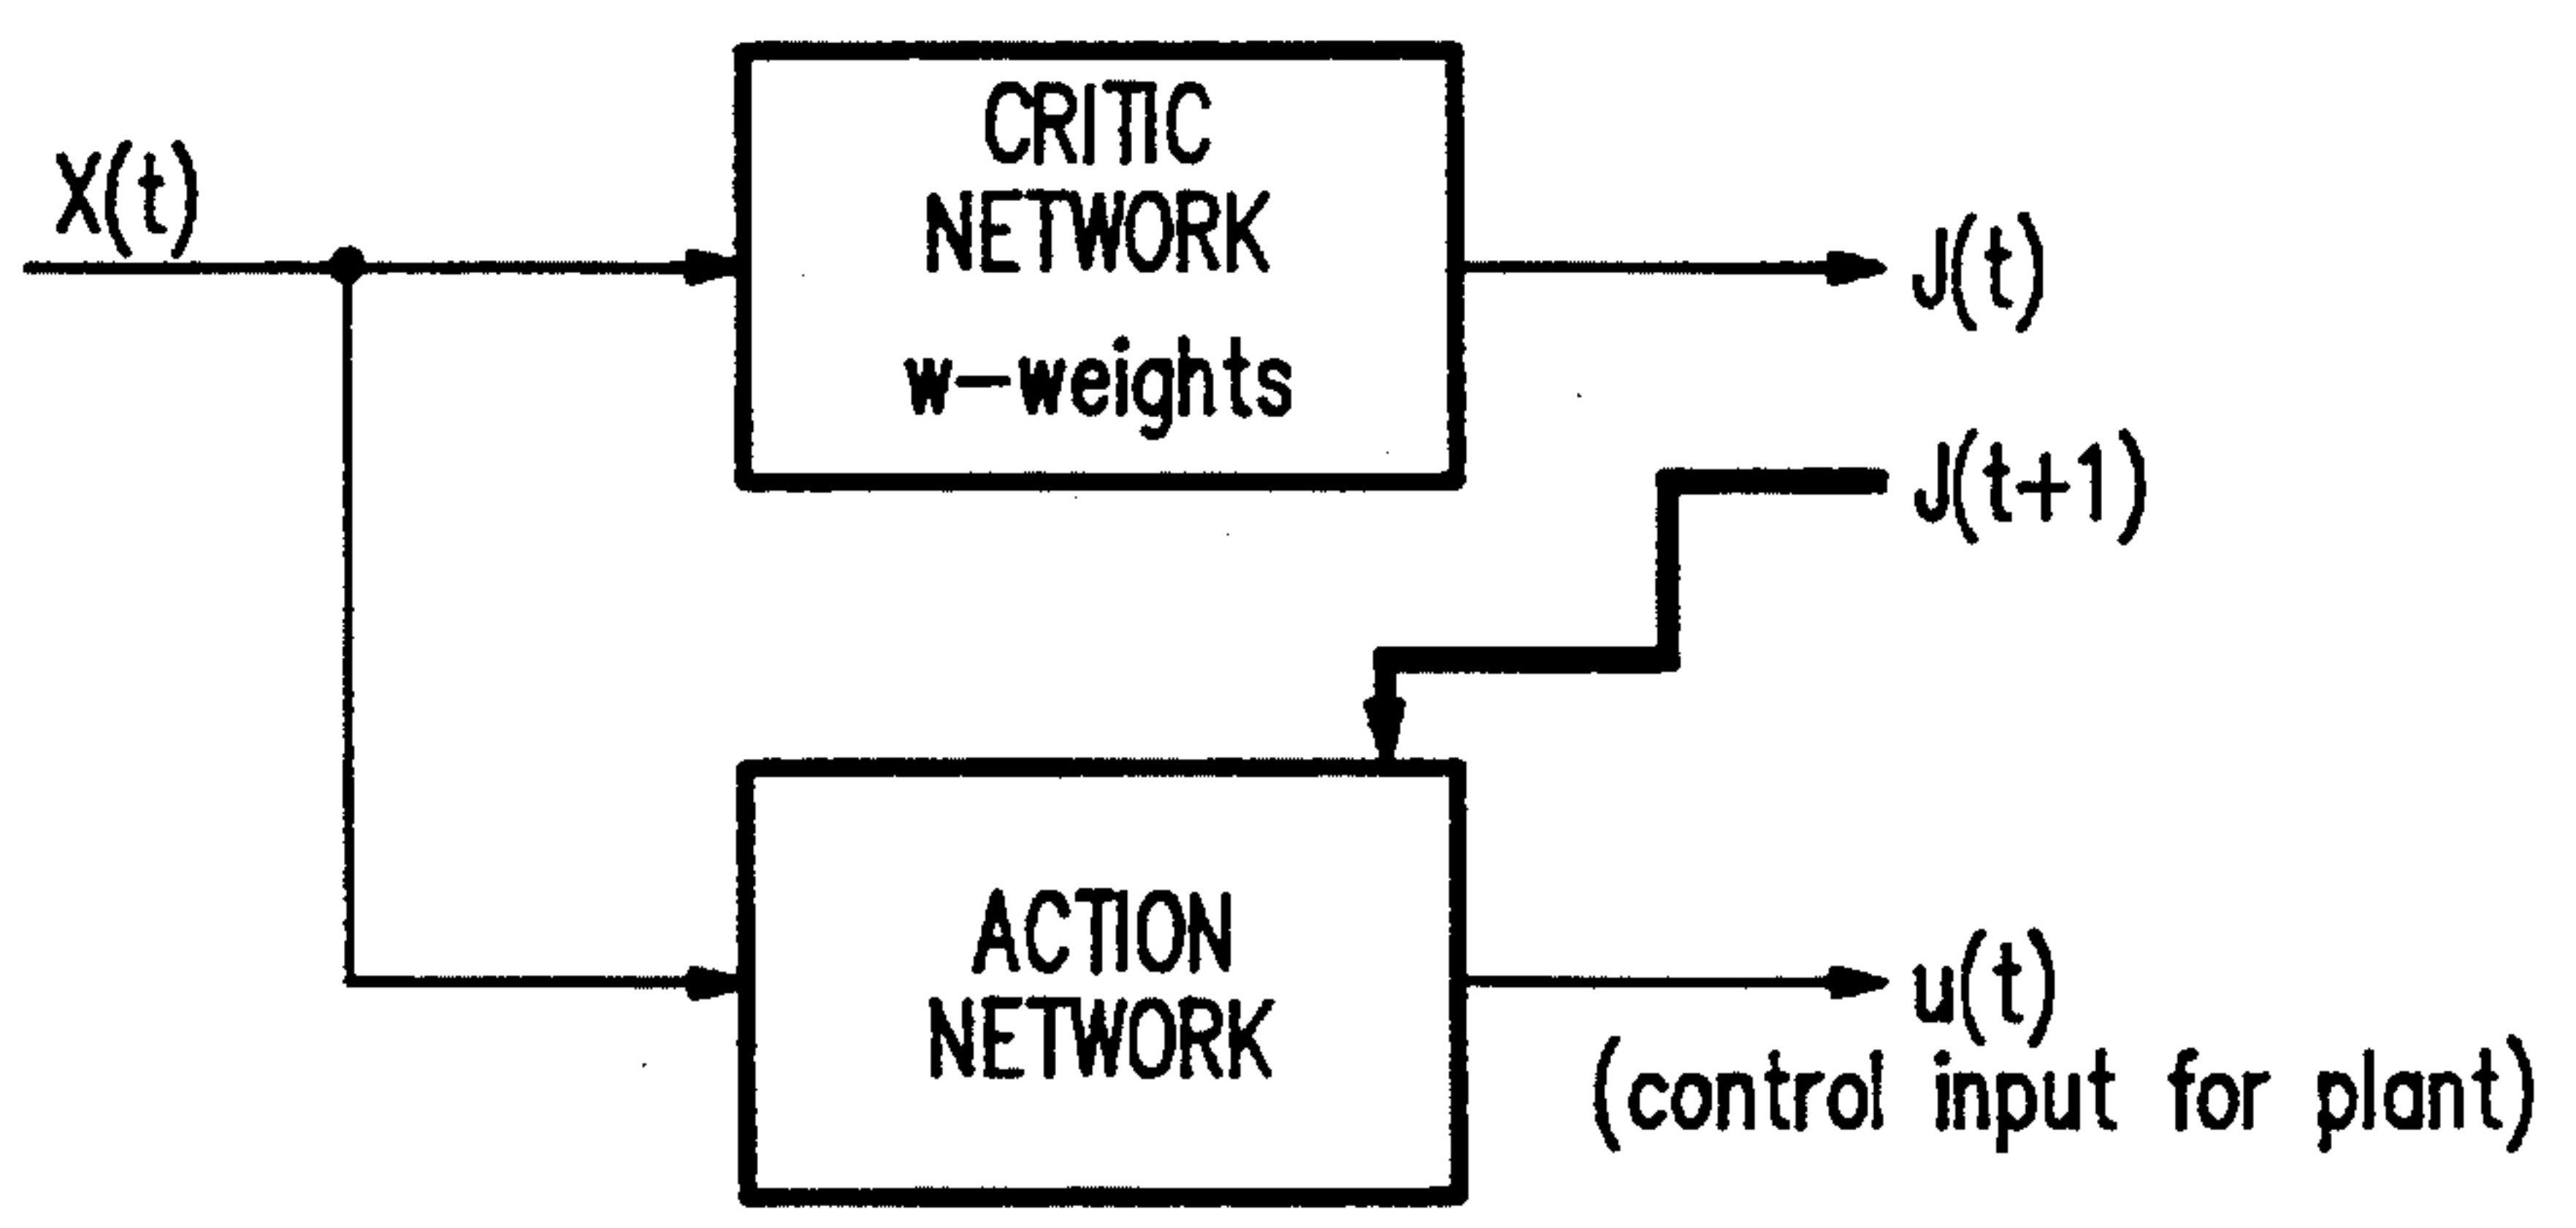 X(t)
CRITIC
NETWORK
w-weights
J(t)
J(t+1)
ACTION
NETWORK
u(t)
(control input for plant)